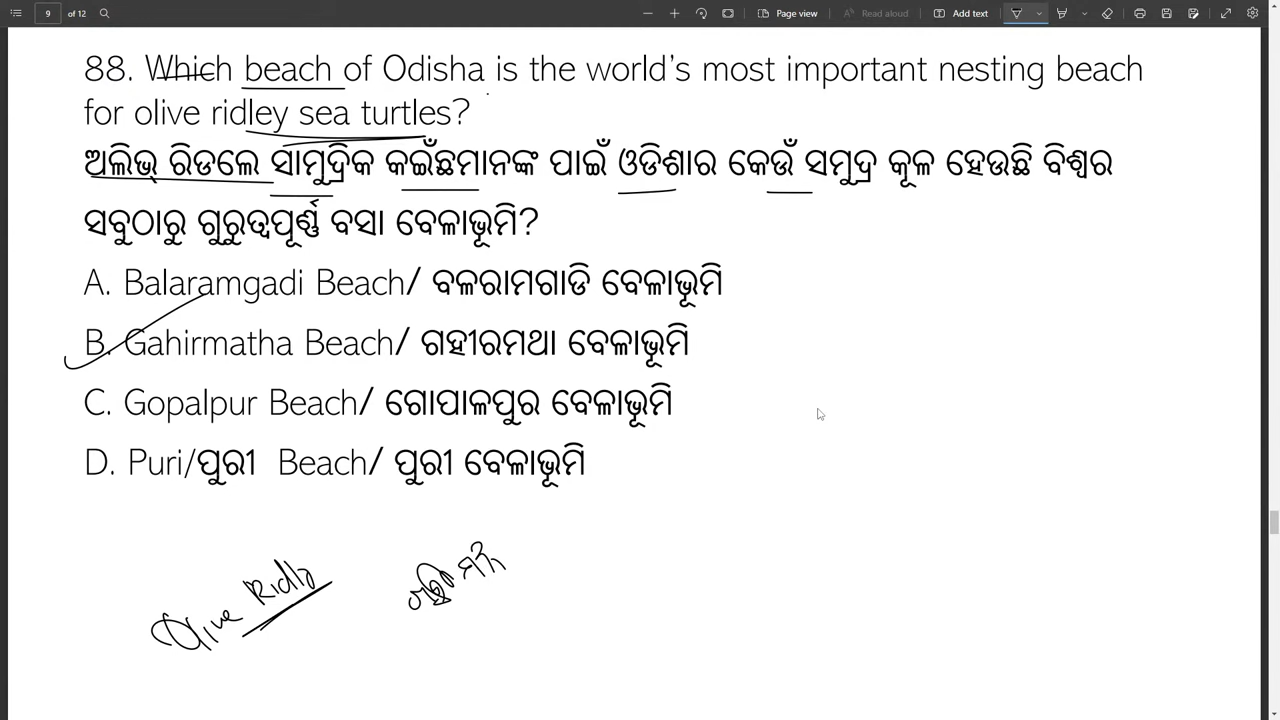 9 of 12 Page view Read aloud Add text
88. Which beach of Odisha is the world's most important nesting beach
for olive ridley sea turtles?
ଅଲିଭ୍ ରିଡଲେ ସାମୁଦ୍ରିକ କଇଁଛମାନଙ୍କ ପାଇଁ ଓଡିଶାର କେଉଁ ସମୁଦ୍ର କୂଳ ହେଉଛି ବିଶ୍ୱର
ସବୁଠାରୁ ଗୁରୁତ୍ୱପୂର୍ଣ୍ଣ ବସା ବେଳାଭୂମି?
A. Balaramgadi Beach/ ବଳରାମଗାଡି ବେଳାଭୂମି
B. Gahirmatha Beach/ ଗହୀରମଥା ବେଳାଭୂମି
C. Gopalpur Beach/ ଗୋପାଳପୁର ବେଳାଭୂମି
D. Puri/ପୁରୀ Beach/ ପୁରୀ ବେଳାଭୂମି
Olive